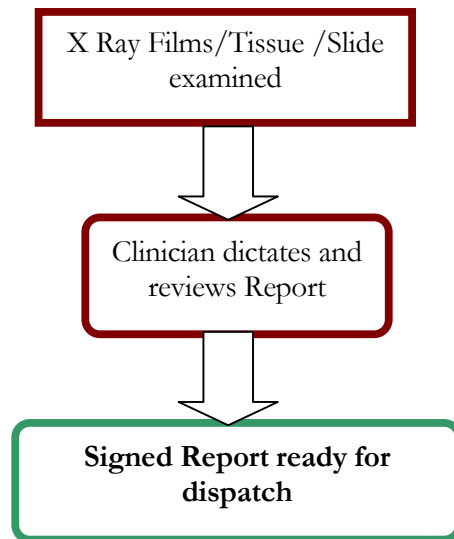 X Ray Films/Tissue /Slide
examined
Clinician dictates and
reviews Report
Signed Report ready for
dispatch